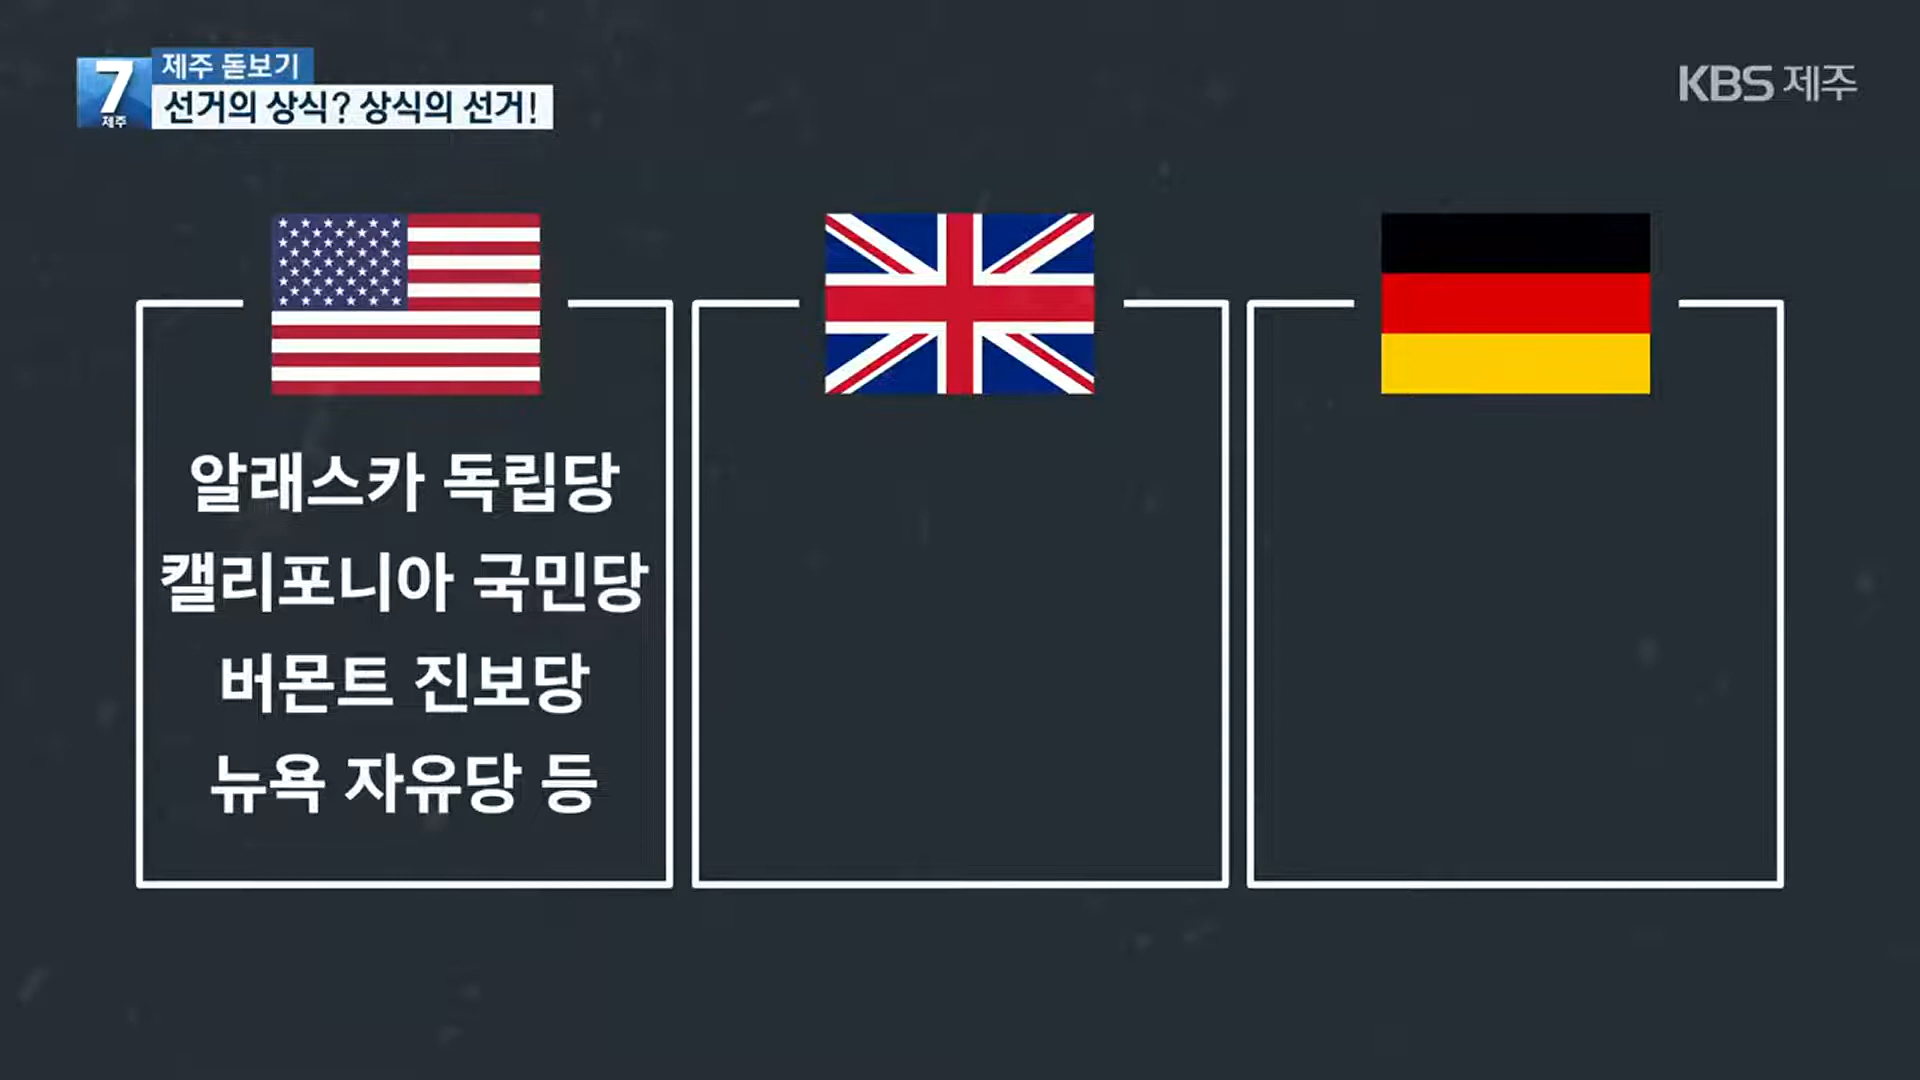 7
제주
제주 돋보기
선거의 상식? 상식의 선거!
KBS 제주
알래스카 독립당
캘리포니아 국민당
버몬트 진보당
뉴욕 자유당 등